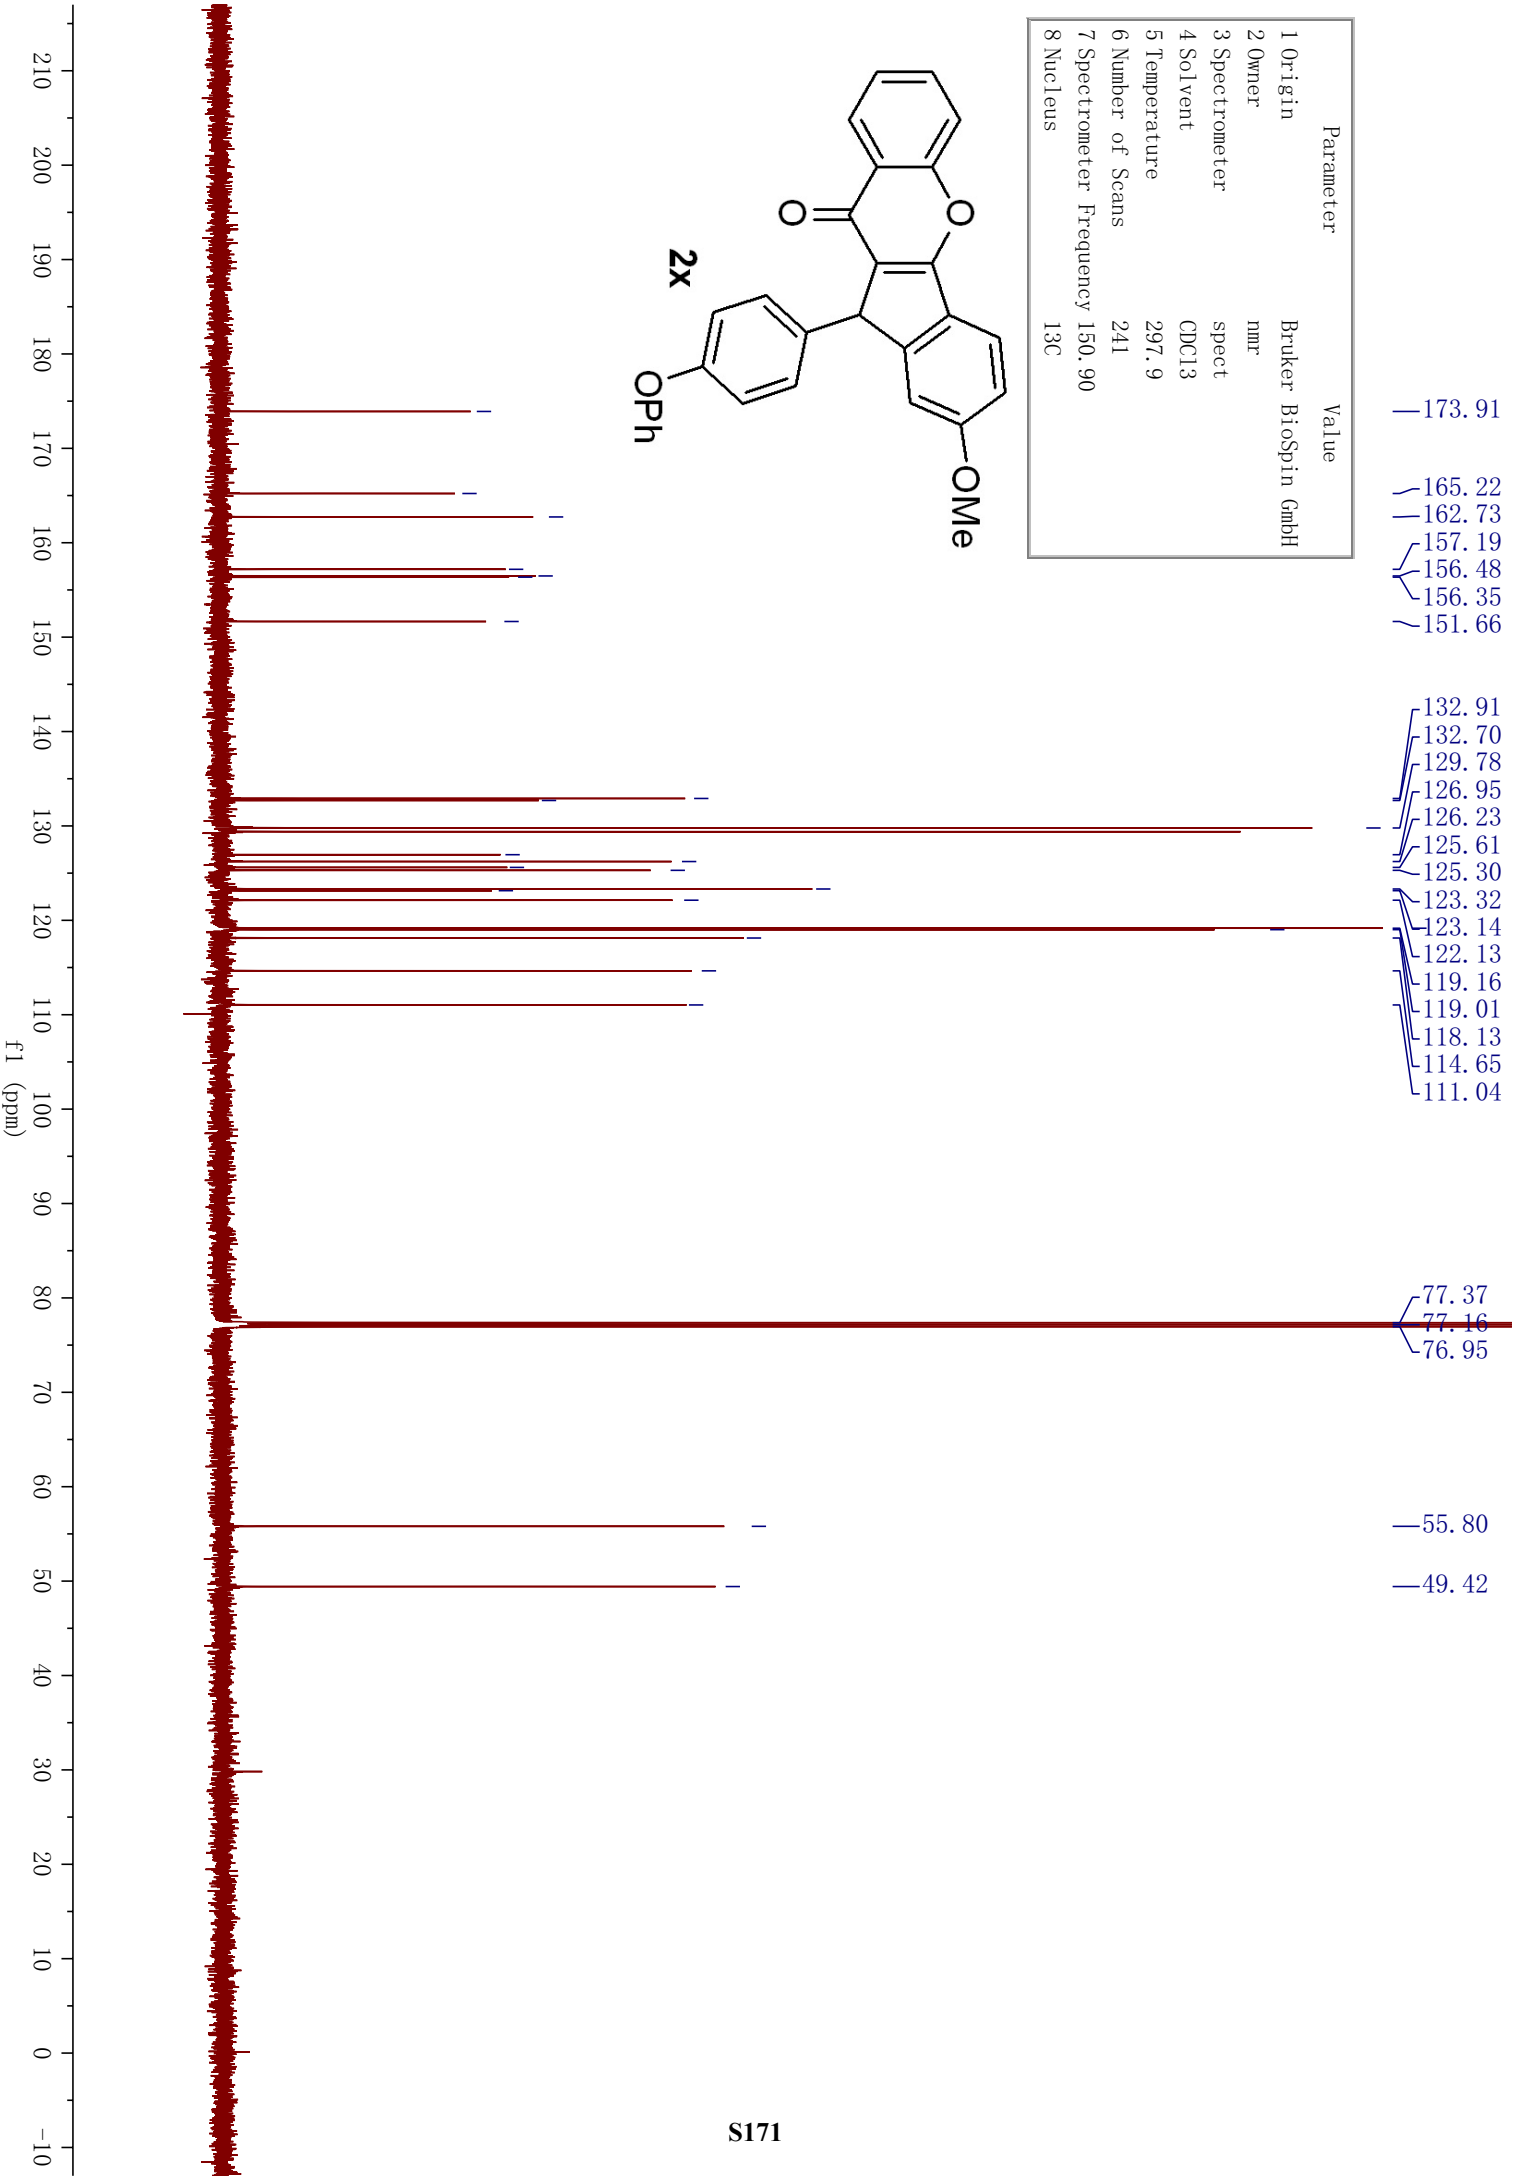 Parameter Value
1 Origin Bruker BioSpin GmbH
2 Owner nmr
3 Spectrometer spect
4 Solvent CDCl3
5 Temperature 297.9
6 Number of Scans 241
7 Spectrometer Frequency 150.90
8 Nucleus 13C
O
O
OMe
OPh
2x
173.91
165.22
162.73
157.19
156.48
156.35
151.66
132.91
132.70
129.78
126.95
126.23
125.61
125.30
123.32
123.14
122.13
119.16
119.01
118.13
114.65
111.04
77.37
77.16
76.95
55.80
49.42
210 200 190 180 170 160 150 140 130 120 110 100 90 80 70 60 50 40 30 20 10 0 -10
f1 (ppm)
S171